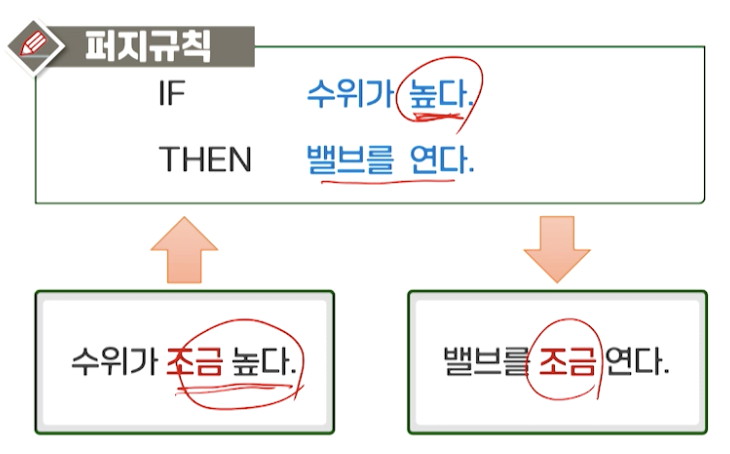 퍼지규칙
IF 수위가 높다.
THEN 밸브를 연다.
수위가 조금 높다.
밸브를 조금 연다.